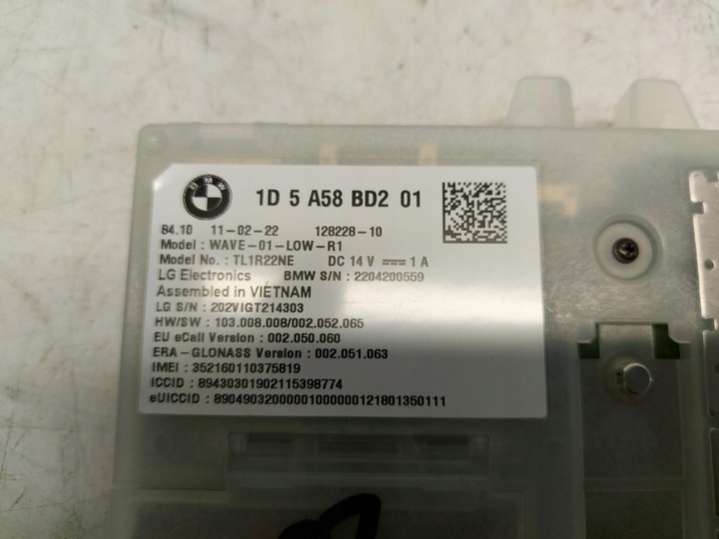 BMW
1D 5 A58 BD2 01
84.10 11-02-22 128228-10
Model : WAVE-01-LOW-R1
Model No. : TL1R22NE DC 14 V ⎓ 1 A
LG Electronics BMW S/N : 2204200559
Assembled in VIETNAM
LG S/N : 202VIGT214303
HW/SW : 103.008.008/002.052.065
EU eCall Version : 002.050.060
ERA-GLONASS Version : 002.051.063
IMEI : 352160110375819
ICCID : 89430301902115398774
eUICCID : 89049032000001000000121801350111